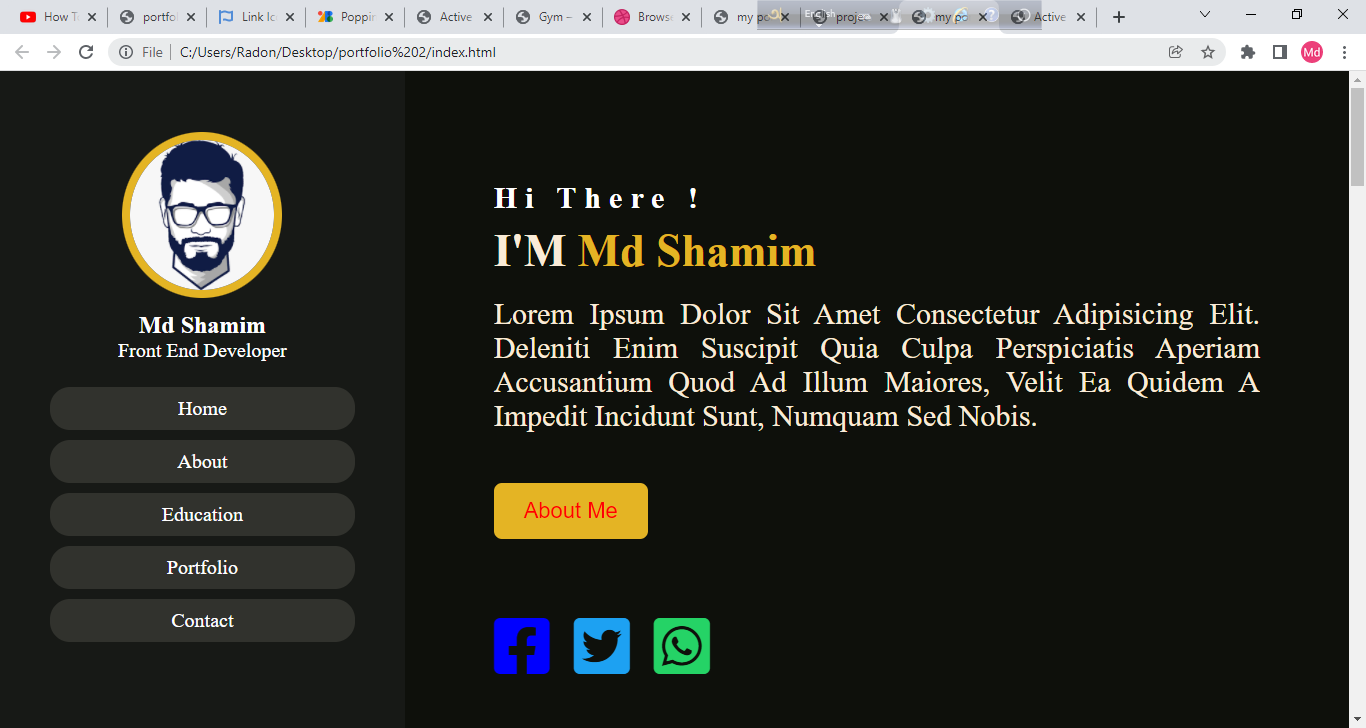 How T
portfol
Link Ic
Poppin
Active
Gym –
Browse
my po
proje
my po
Active
English
File
C:/Users/Radon/Desktop/portfolio%202/index.html
Md
Md Shamim
Front End Developer
Home
About
Education
Portfolio
Contact
Hi There !
I'M Md Shamim
Lorem Ipsum Dolor Sit Amet Consectetur Adipisicing Elit.
Deleniti Enim Suscipit Quia Culpa Perspiciatis Aperiam
Accusantium Quod Ad Illum Maiores, Velit Ea Quidem A
Impedit Incidunt Sunt, Numquam Sed Nobis.
About Me